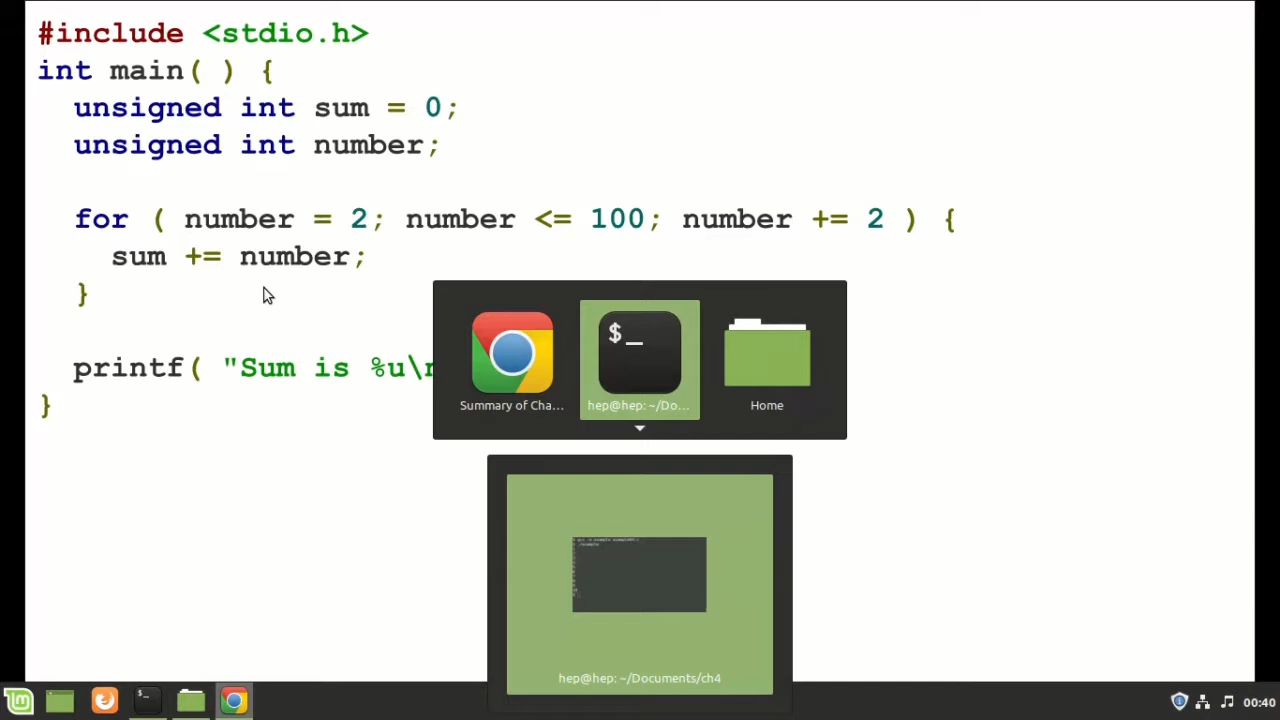 #include <stdio.h>
int main( ) {
unsigned int sum = 0;
unsigned int number;
for ( number = 2; number <= 100; number += 2 ) {
sum += number;
}
printf( "Sum is %u\
}
$_
Summary of Cha...
hep@hep: ~/Do...
Home
hep@hep: ~/Documents/ch4
00:40